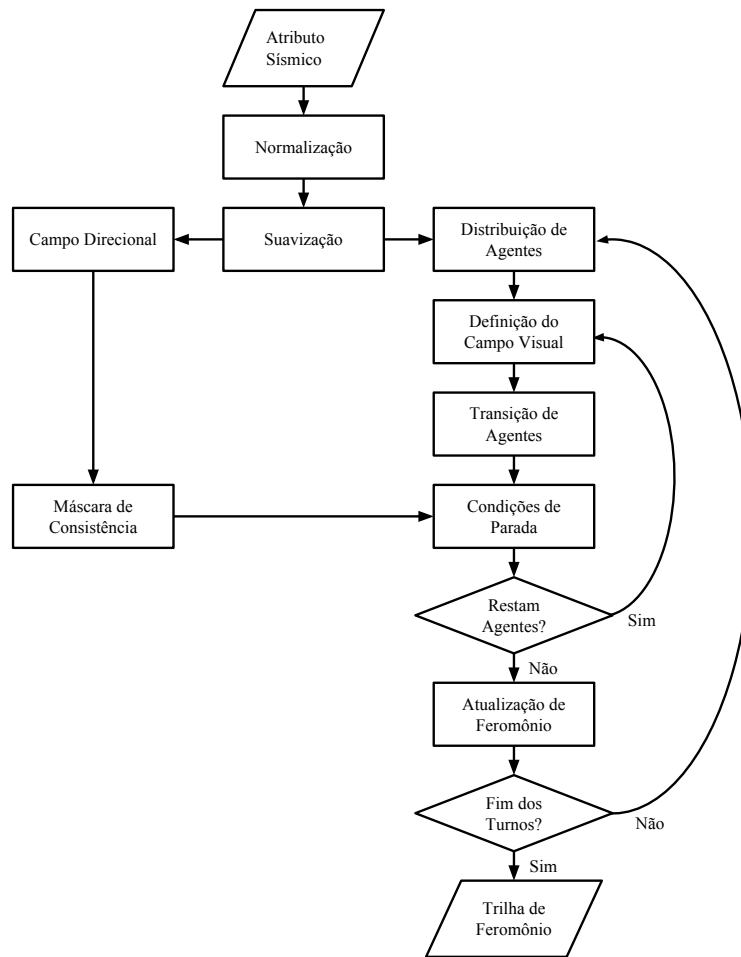 Atributo
Sísmico
Normalização
Campo Direcional
Suavização
Distribuição de
Agentes
Definição do
Campo Visual
Transição de
Agentes
Máscara de
Consistência
Condições de
Parada
Restam
Agentes?
Sim
Não
Atualização de
Feromônio
Fim dos
Turnos?
Não
Sim
Trilha de
Feromônio